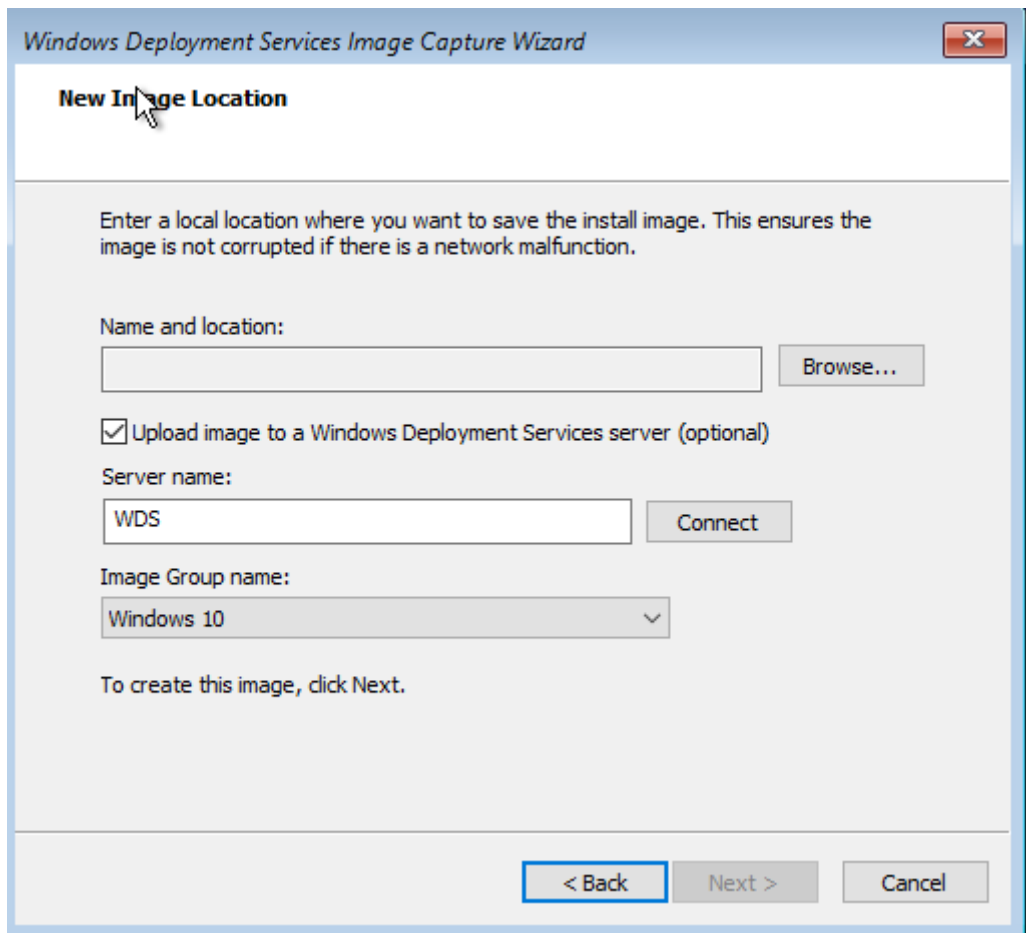 Windows Deployment Services Image Capture Wizard
New Image Location
Enter a local location where you want to save the install image. This ensures the
image is not corrupted if there is a network malfunction.
Name and location:
Browse...
Upload image to a Windows Deployment Services server (optional)
Server name:
WDS
Connect
Image Group name:
Windows 10
To create this image, click Next.
< Back
Next >
Cancel